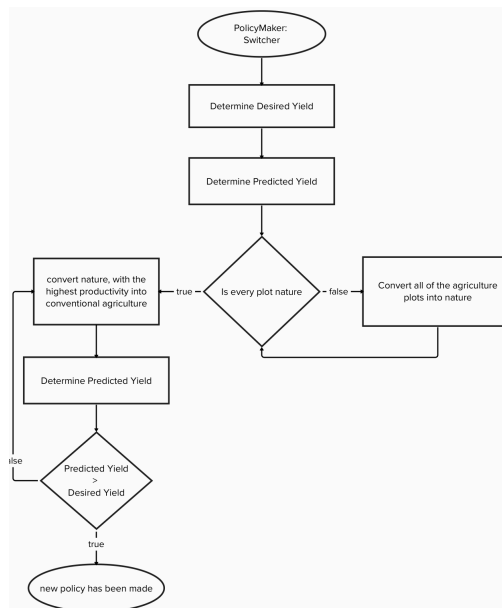 PolicyMaker:
Switcher
Determine Desired Yield
Determine Predicted Yield
Is every plot nature
true
false
convert nature, with the
highest productivity into
conventional agriculture
Convert all of the agriculture
plots into nature
Determine Predicted Yield
Predicted Yield
>
Desired Yield
true
new policy has been made